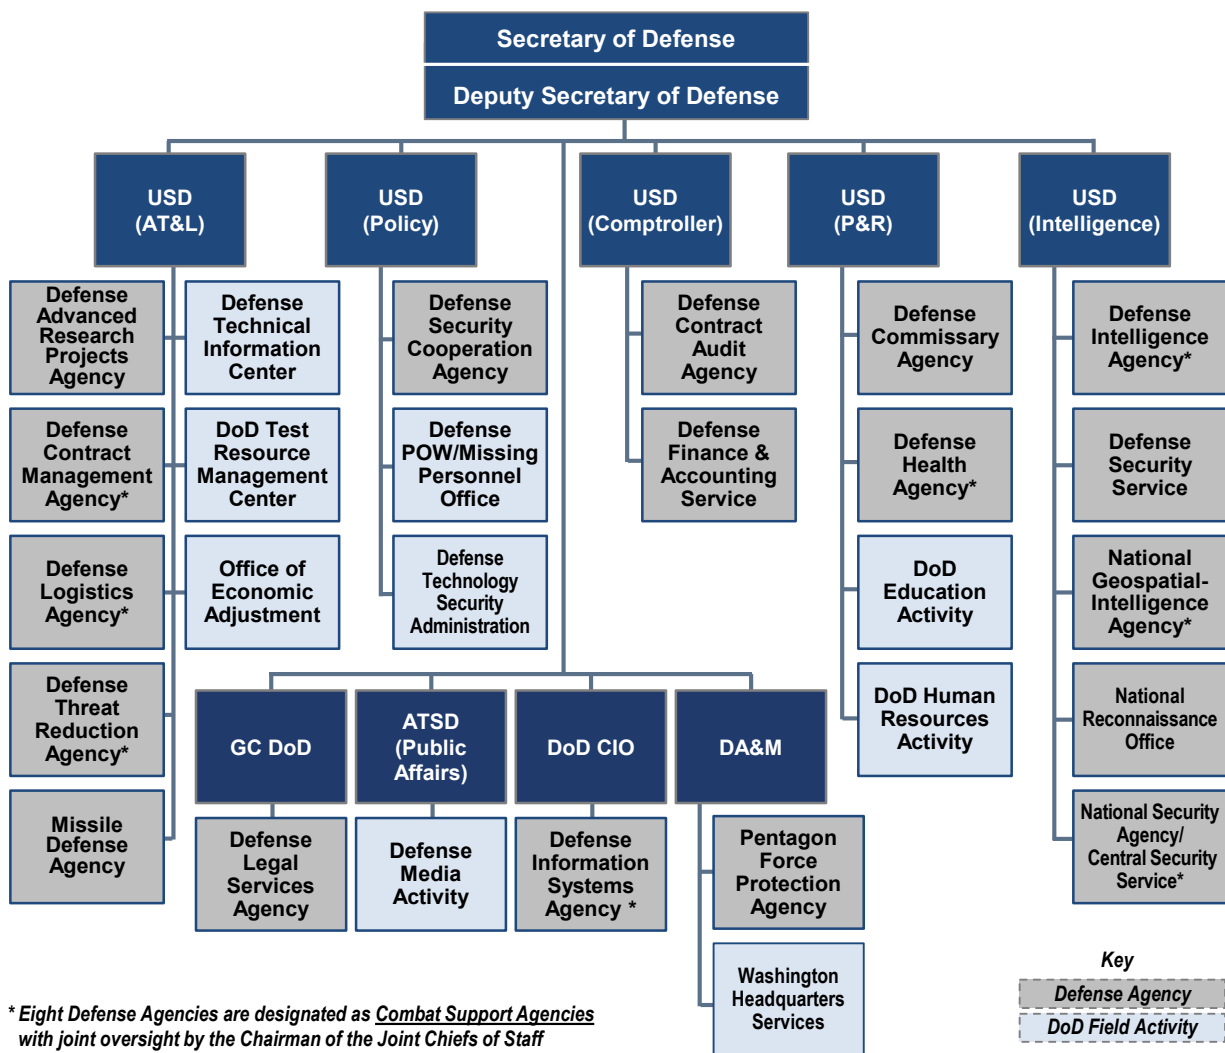 Secretary of Defense
Deputy Secretary of Defense
USD
(AT&L)
USD
(Policy)
USD
(Comptroller)
USD
(P&R)
USD
(Intelligence)
Defense
Advanced
Research
Projects
Agency
Defense
Technical
Information
Center
Defense
Security
Cooperation
Agency
Defense
Contract
Audit
Agency
Defense
Commissary
Agency
Defense
Intelligence
Agency*
Defense
Contract
Management
Agency*
DoD Test
Resource
Management
Center
Defense
POW/Missing
Personnel
Office
Defense
Finance &
Accounting
Service
Defense
Health
Agency*
Defense
Security
Service
Defense
Logistics
Agency*
Office of
Economic
Adjustment
Defense
Technology
Security
Administration
DoD
Education
Activity
National
Geospatial-
Intelligence
Agency*
Defense
Threat
Reduction
Agency*
GC DoD
ATSD
(Public
Affairs)
DoD CIO
DA&M
DoD Human
Resources
Activity
National
Reconnaissance
Office
Missile
Defense
Agency
Defense
Legal
Services
Agency
Defense
Media
Activity
Defense
Information
Systems
Agency *
Pentagon
Force
Protection
Agency
National Security
Agency/
Central Security
Service*
Washington
Headquarters
Services
Key
Defense Agency
DoD Field Activity
* Eight Defense Agencies are designated as Combat Support Agencies
with joint oversight by the Chairman of the Joint Chiefs of Staff